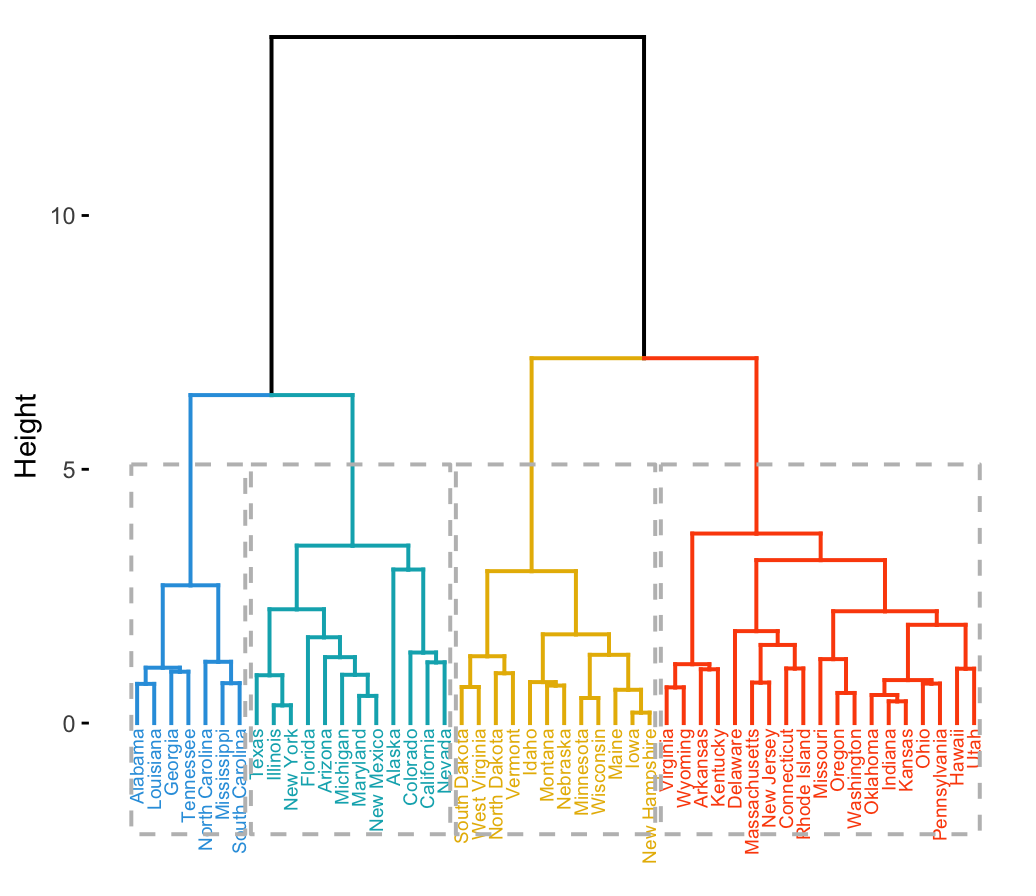 10
Height
5
0
Alabama
Louisiana
Georgia
Tennessee
North Carolina
Mississippi
South Carolina
Texas
Illinois
New York
Florida
Arizona
Michigan
Maryland
New Mexico
Alaska
Colorado
California
Nevada
South Dakota
West Virginia
North Dakota
Vermont
Idaho
Montana
Nebraska
Minnesota
Wisconsin
Maine
Iowa
New Hampshire
Virginia
Wyoming
Arkansas
Kentucky
Delaware
Massachusetts
New Jersey
Connecticut
Rhode Island
Missouri
Oregon
Washington
Oklahoma
Indiana
Kansas
Ohio
Pennsylvania
Hawaii
Utah